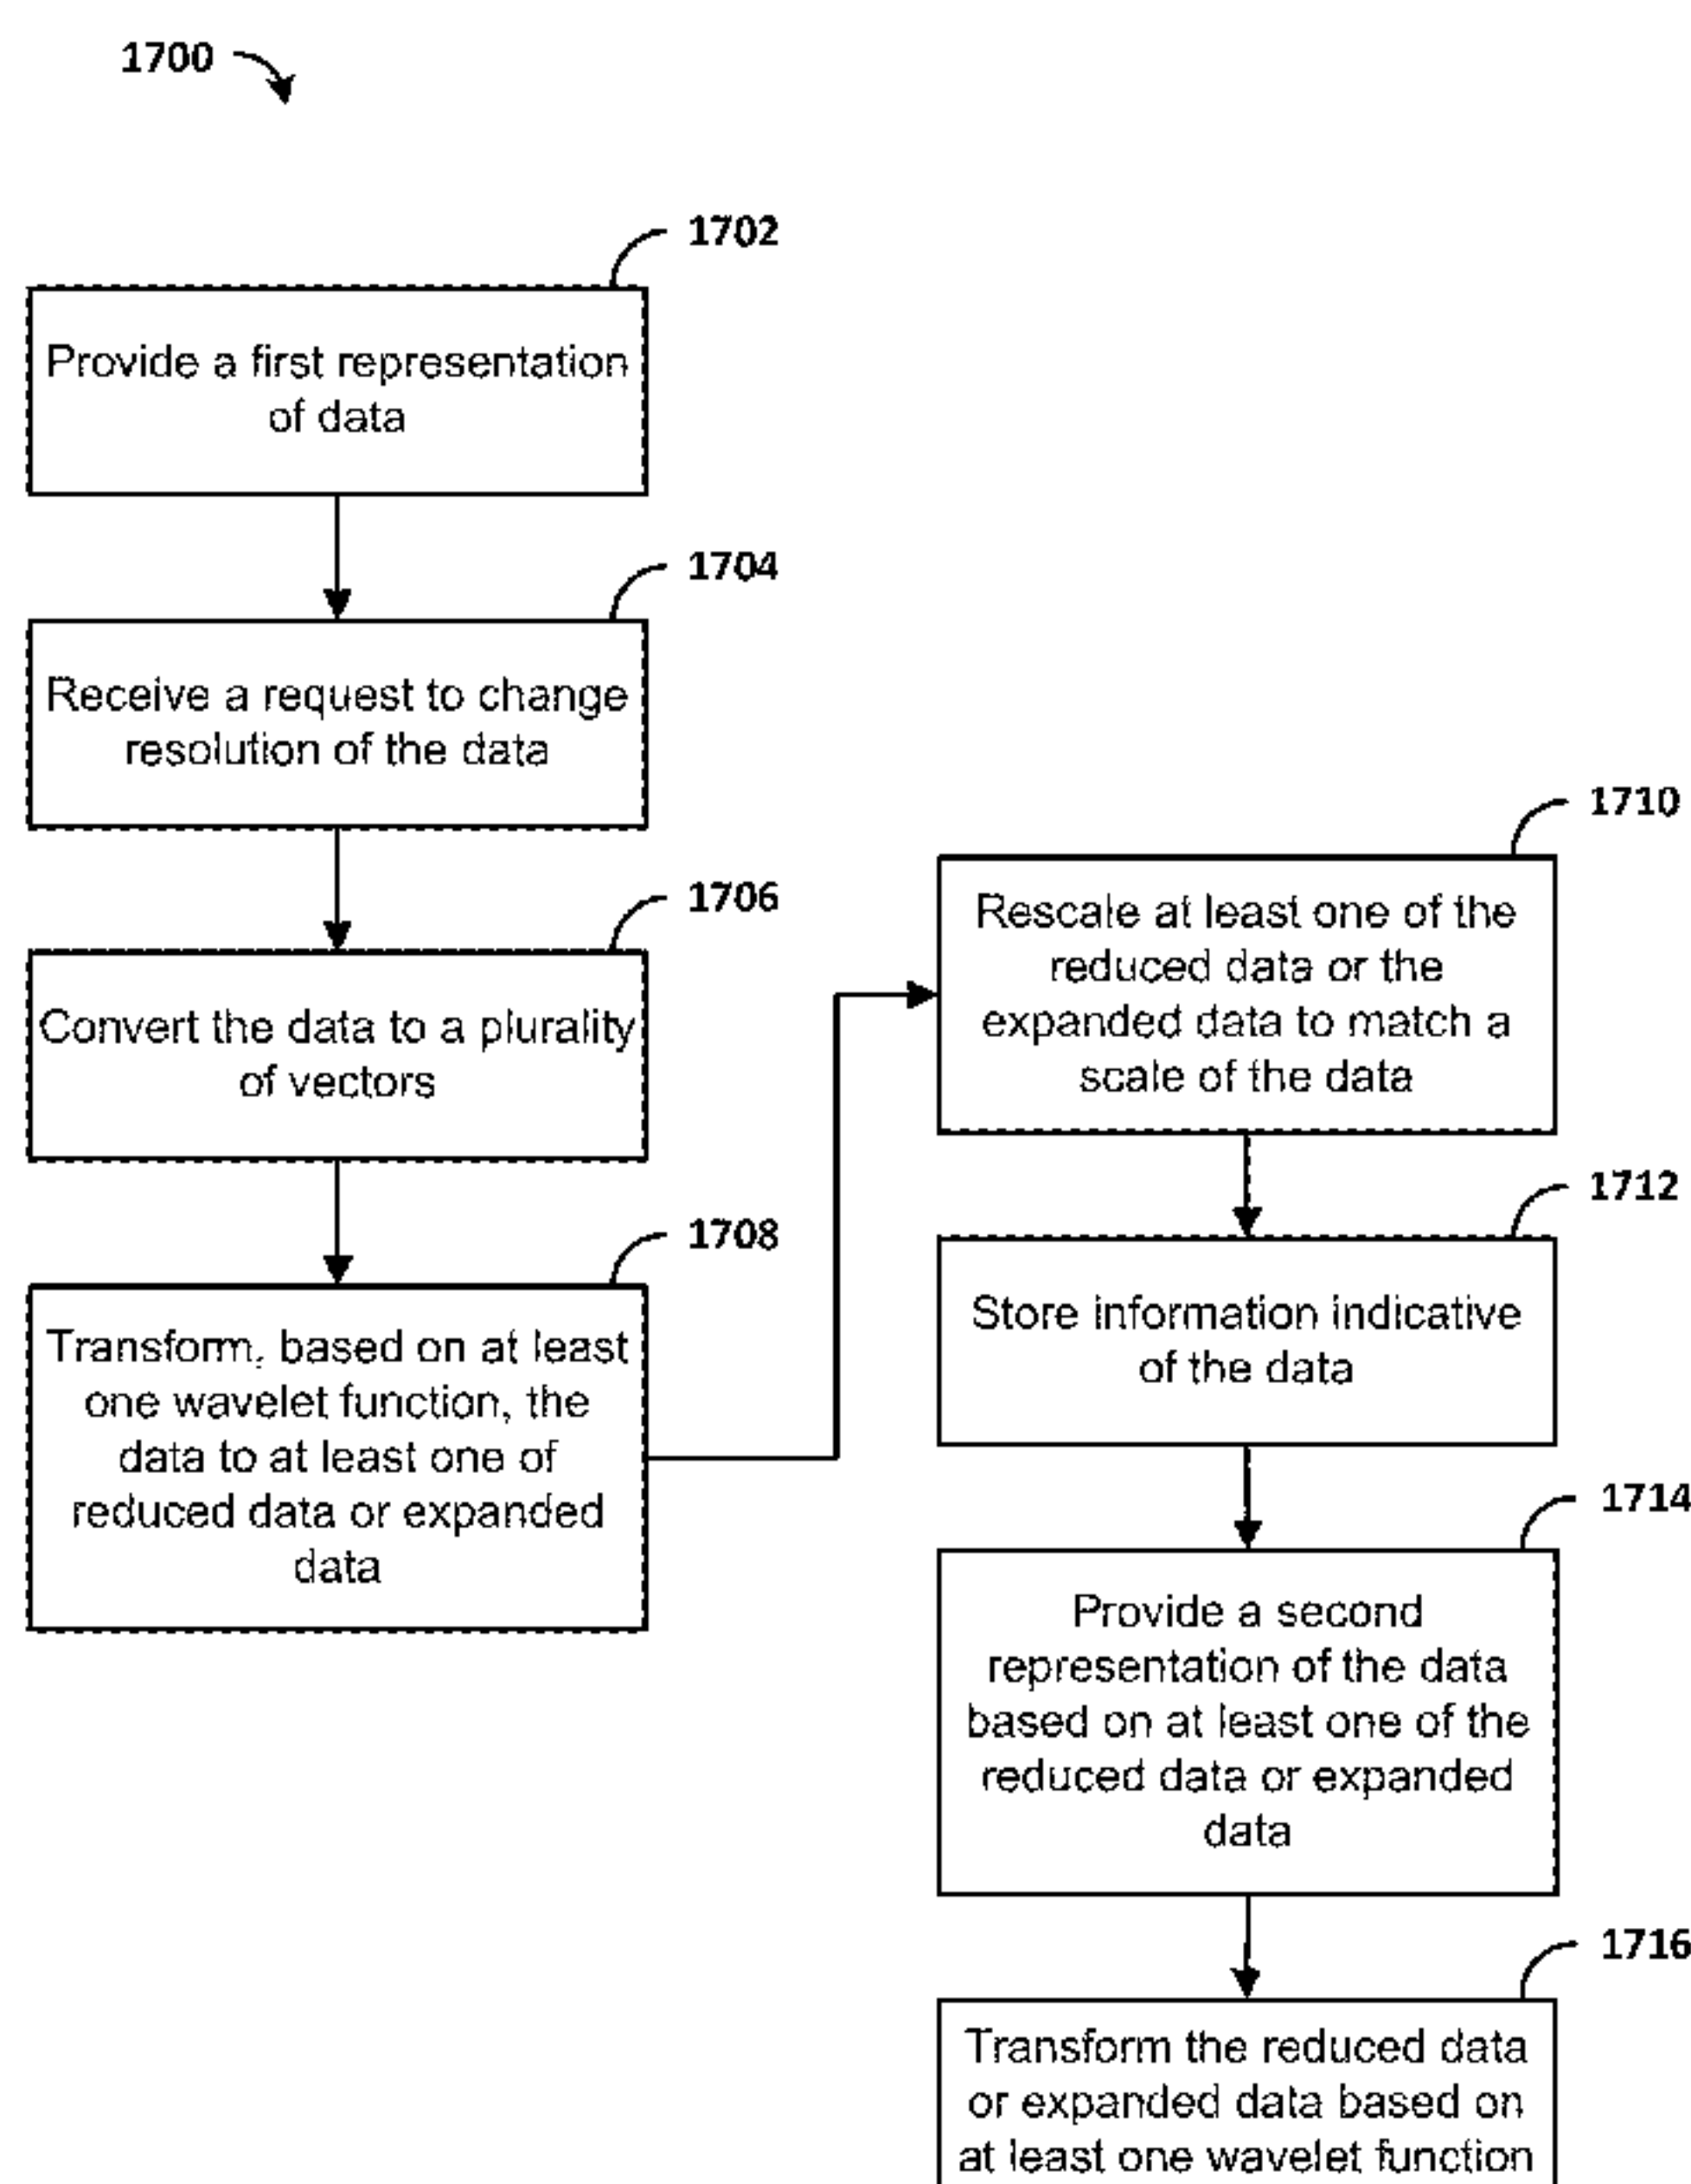 1700
1702
Provide a first representation
of data
1704
Receive a request to change
resolution of the data
1706
Convert the data to a plurality
of vectors
1708
Transform, based on at least
one wavelet function, the
data to at least one of
reduced data or expanded
data
1710
Rescale at least one of the
reduced data or the
expanded data to match a
scale of the data
1712
Store information indicative
of the data
1714
Provide a second
representation of the data
based on at least one of the
reduced data or expanded
data
1716
Transform the reduced data
or expanded data based on
at least one wavelet function